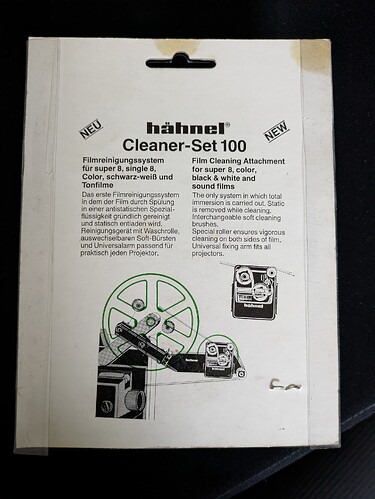 NEU
hähnel®
NEW
Cleaner-Set 100
Filmreinigungssystem
für super 8, single 8,
Color, schwarz-weiß und
Tonfilme
Das erste Filmreinigungssystem
in dem der Film durch Spülung
in einer antistatischen Spezial-
flüssigkeit gründlich gereinigt
und statisch entladen wird.
Reinigungsgerät mit Waschrolle,
auswechselbaren Soft-Bürsten
und Universalarm passend für
praktisch jeden Projektor.
Film Cleaning Attachment
for super 8, color,
black & white and
sound films
The only system in which total
immersion is carried out. Static
is removed while cleaning.
Interchangeable soft cleaning
brushes.
Special roller ensures vigorous
cleaning on both sides of film.
Universal fixing arm fits all
projectors.
hähnel